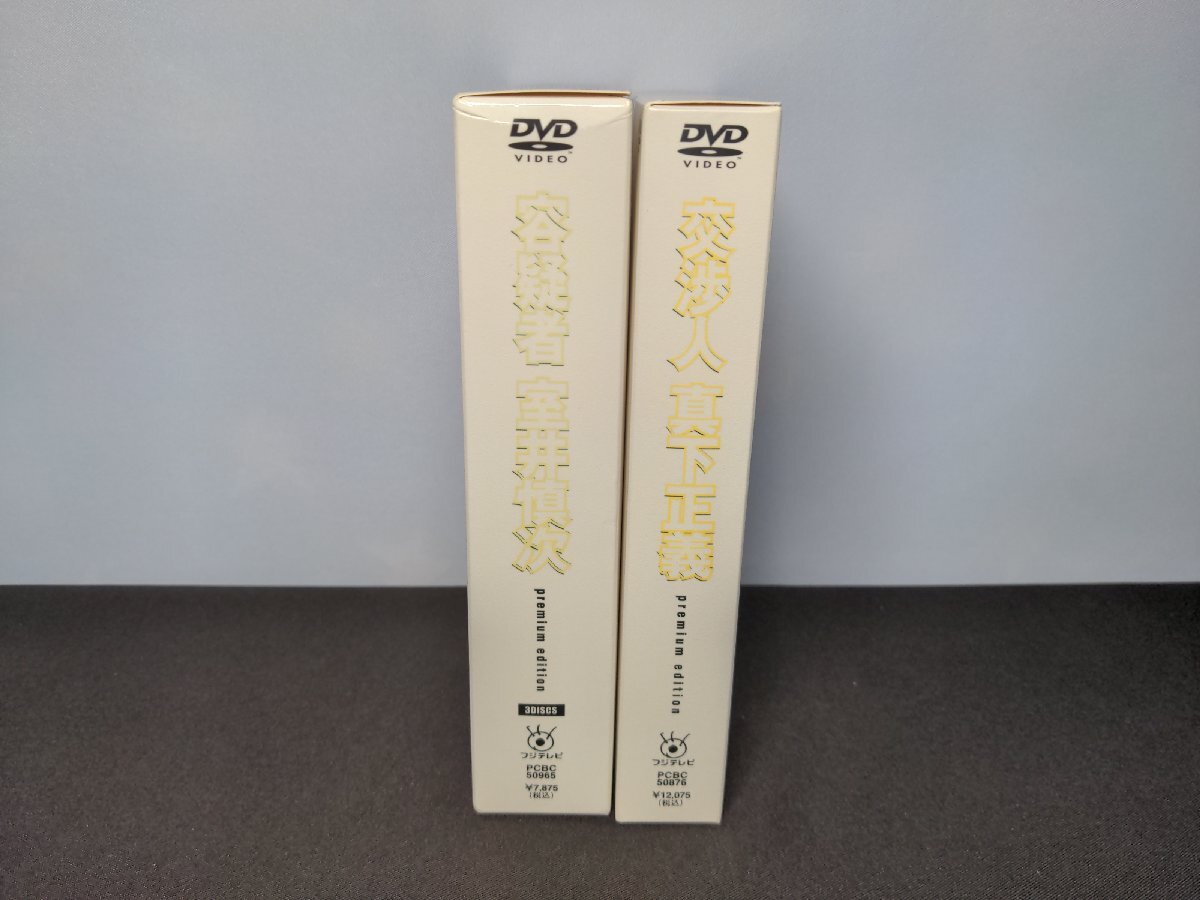 DVD
VIDEO
容疑者 室井慎次
premium edition
3DISCS
フジテレビ
PCBC
50965
¥7,875
(税込)
DVD
VIDEO
交渉人 真下正義
premium edition
フジテレビ
PCBC
50876
¥12,075
(税込)